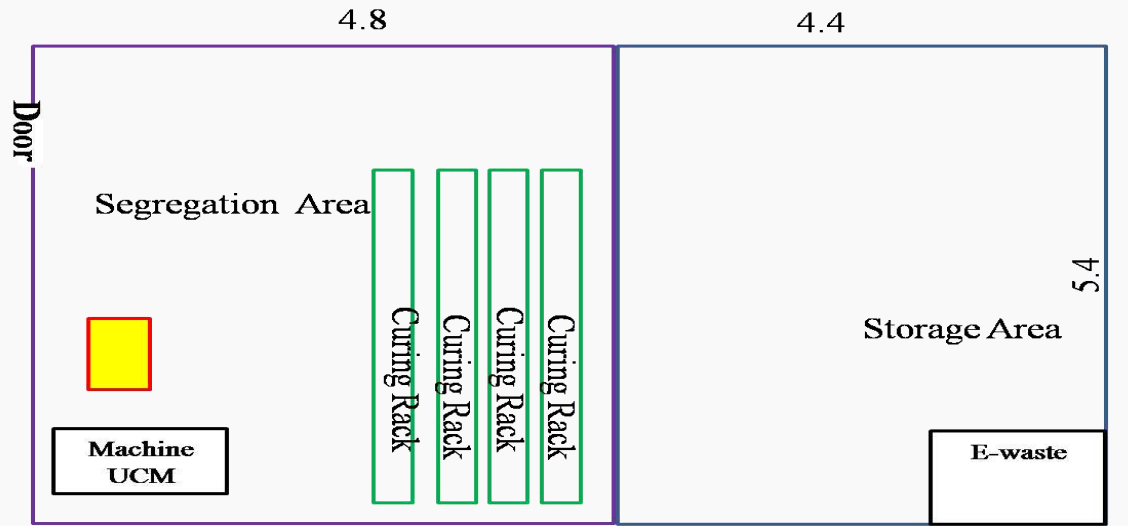 4.8
4.4
Door
Segregation Area
5.4
Curing Rack
Curing Rack
Curing Rack
Curing Rack
Storage Area
Machine
UCM
E-waste